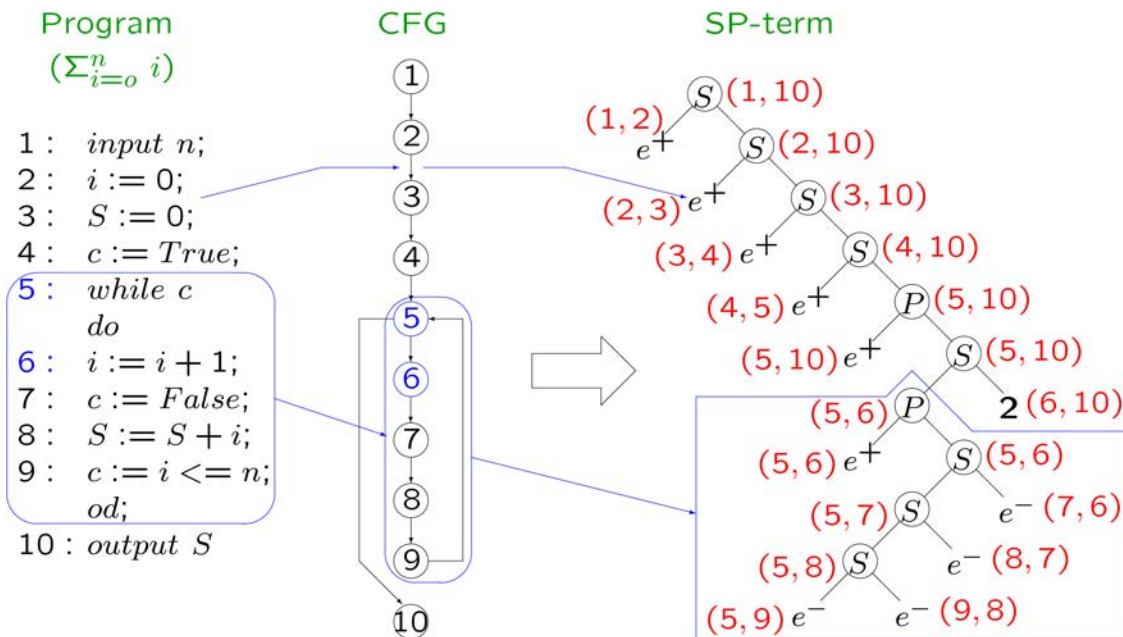 Program
(Σⁿᵢ₌ₒ i)
1 : input n;
2 : i := 0;
3 : S := 0;
4 : c := True;
5 : while c
do
6 : i := i + 1;
7 : c := False;
8 : S := S + i;
9 : c := i <= n;
od;
10 : output S
CFG
1
2
3
4
5
6
7
8
9
10
SP-term
S (1, 10)
(1, 2) e+ S (2, 10)
(2, 3) e+ S (3, 10)
(3, 4) e+ S (4, 10)
(4, 5) e+ P (5, 10)
(5, 10) e+ S (5, 10)
(5, 6) P 2 (6, 10)
(5, 6) e+ S (5, 6)
(5, 7) S e− (7, 6)
(5, 8) S e− (8, 7)
(5, 9) e− e− (9, 8)